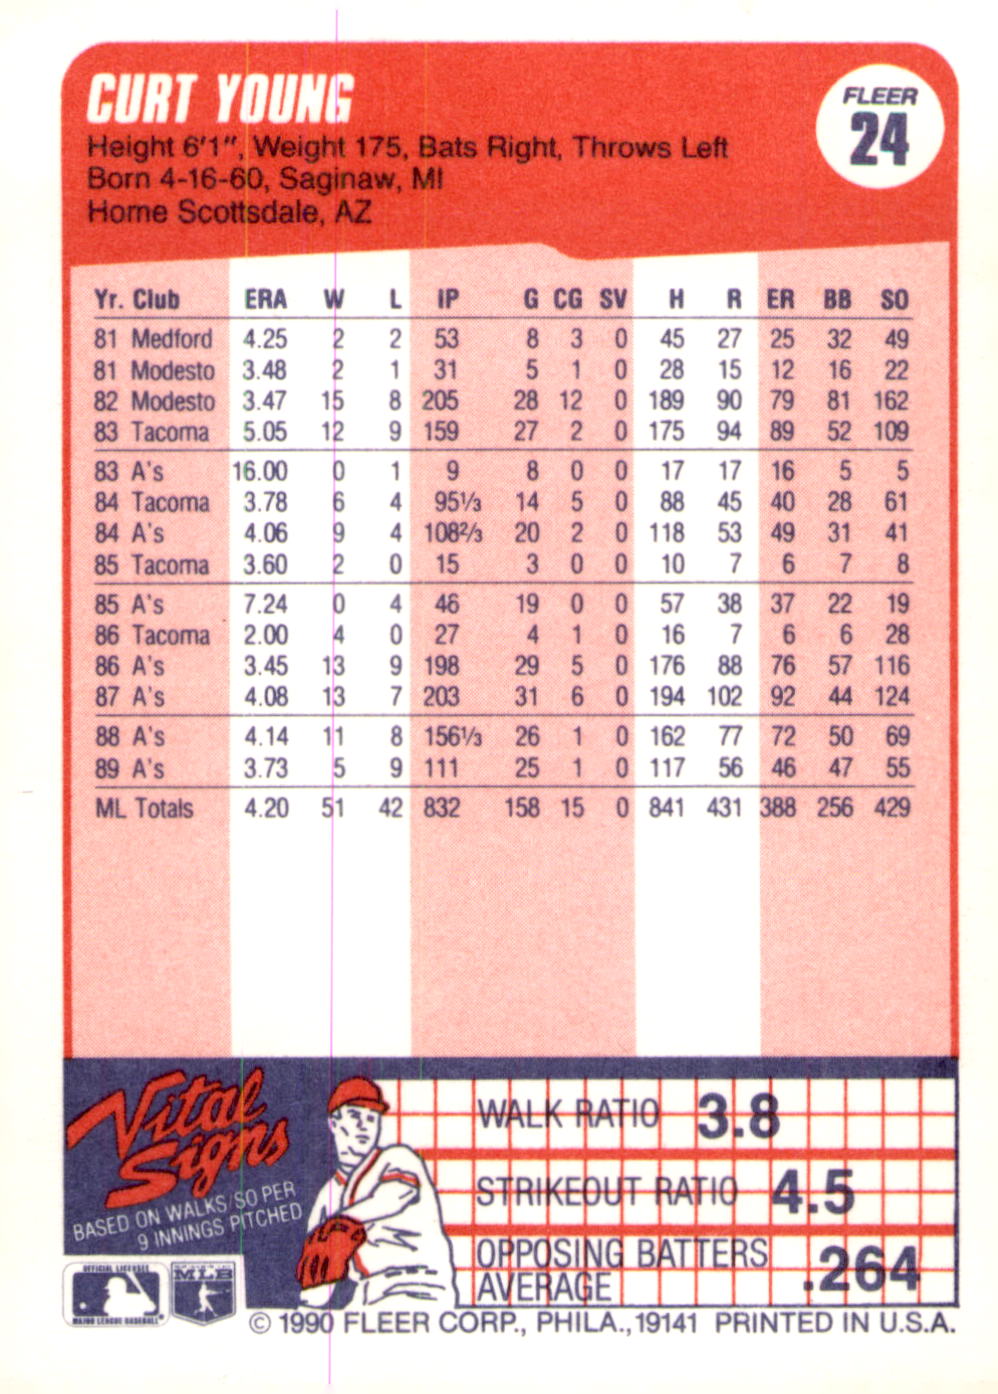 CURT YOUNG
FLEER
24
Height 6'1", Weight 175, Bats Right, Throws Left
Born 4-16-60, Saginaw, MI
Home Scottsdale, AZ
Yr. Club ERA W L IP G CG SV H R ER BB SO
81 Medford 4.25 2 2 53 8 3 0 45 27 25 32 49
81 Modesto 3.48 2 1 31 5 1 0 28 15 12 16 22
82 Modesto 3.47 15 8 205 28 12 0 189 90 79 81 162
83 Tacoma 5.05 12 9 159 27 2 0 175 94 89 52 109
83 A's 16.00 0 1 9 8 0 0 17 17 16 5 5
84 Tacoma 3.78 6 4 95⅓ 14 5 0 88 45 40 28 61
84 A's 4.06 9 4 108⅔ 20 2 0 118 53 49 31 41
85 Tacoma 3.60 2 0 15 3 0 0 10 7 6 7 8
85 A's 7.24 0 4 46 19 0 0 57 38 37 22 19
86 Tacoma 2.00 4 0 27 4 1 0 16 7 6 6 28
86 A's 3.45 13 9 198 29 5 0 176 88 76 57 116
87 A's 4.08 13 7 203 31 6 0 194 102 92 44 124
88 A's 4.14 11 8 156⅓ 26 1 0 162 77 72 50 69
89 A's 3.73 5 9 111 25 1 0 117 56 46 47 55
ML Totals 4.20 51 42 832 158 15 0 841 431 388 256 429
Vital
Signs
BASED ON WALKS/SO PER
9 INNINGS PITCHED
WALK RATIO 3.8
STRIKEOUT RATIO 4.5
OPPOSING BATTERS
AVERAGE .264
OFFICIAL LICENSEE
MAJOR LEAGUE BASEBALL
MLB
© 1990 FLEER CORP., PHILA., 19141 PRINTED IN U.S.A.